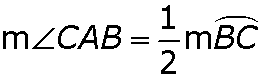 m∠CAB = 1/2 m⌒BC